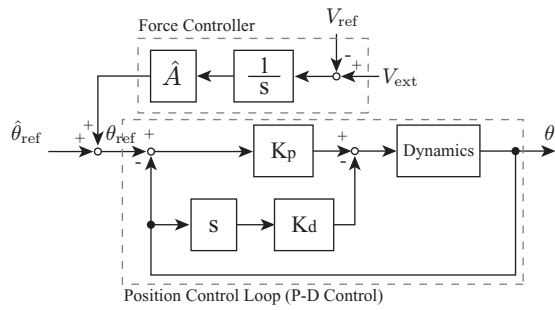 Force Controller
V_ref
-
+
V_ext
Â
1/s
θ̂_ref
+
+
θ_ref
+
-
K_p
+
-
Dynamics
θ
s
K_d
Position Control Loop (P-D Control)